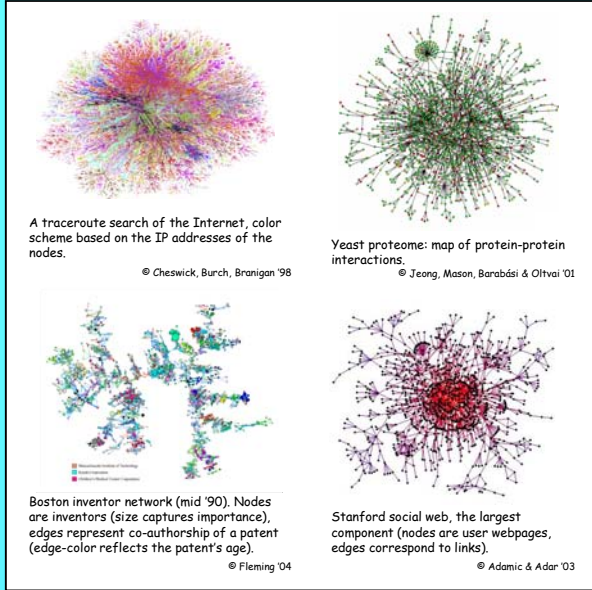 A traceroute search of the Internet, color
scheme based on the IP addresses of the
nodes.
© Cheswick, Burch, Branigan '98
Yeast proteome: map of protein-protein
interactions.
© Jeong, Mason, Barabási & Oltvai '01
Boston inventor network (mid '90). Nodes
are inventors (size captures importance),
edges represent co-authorship of a patent
(edge-color reflects the patent's age).
© Fleming '04
Stanford social web, the largest
component (nodes are user webpages,
edges correspond to links).
© Adamic & Adar '03